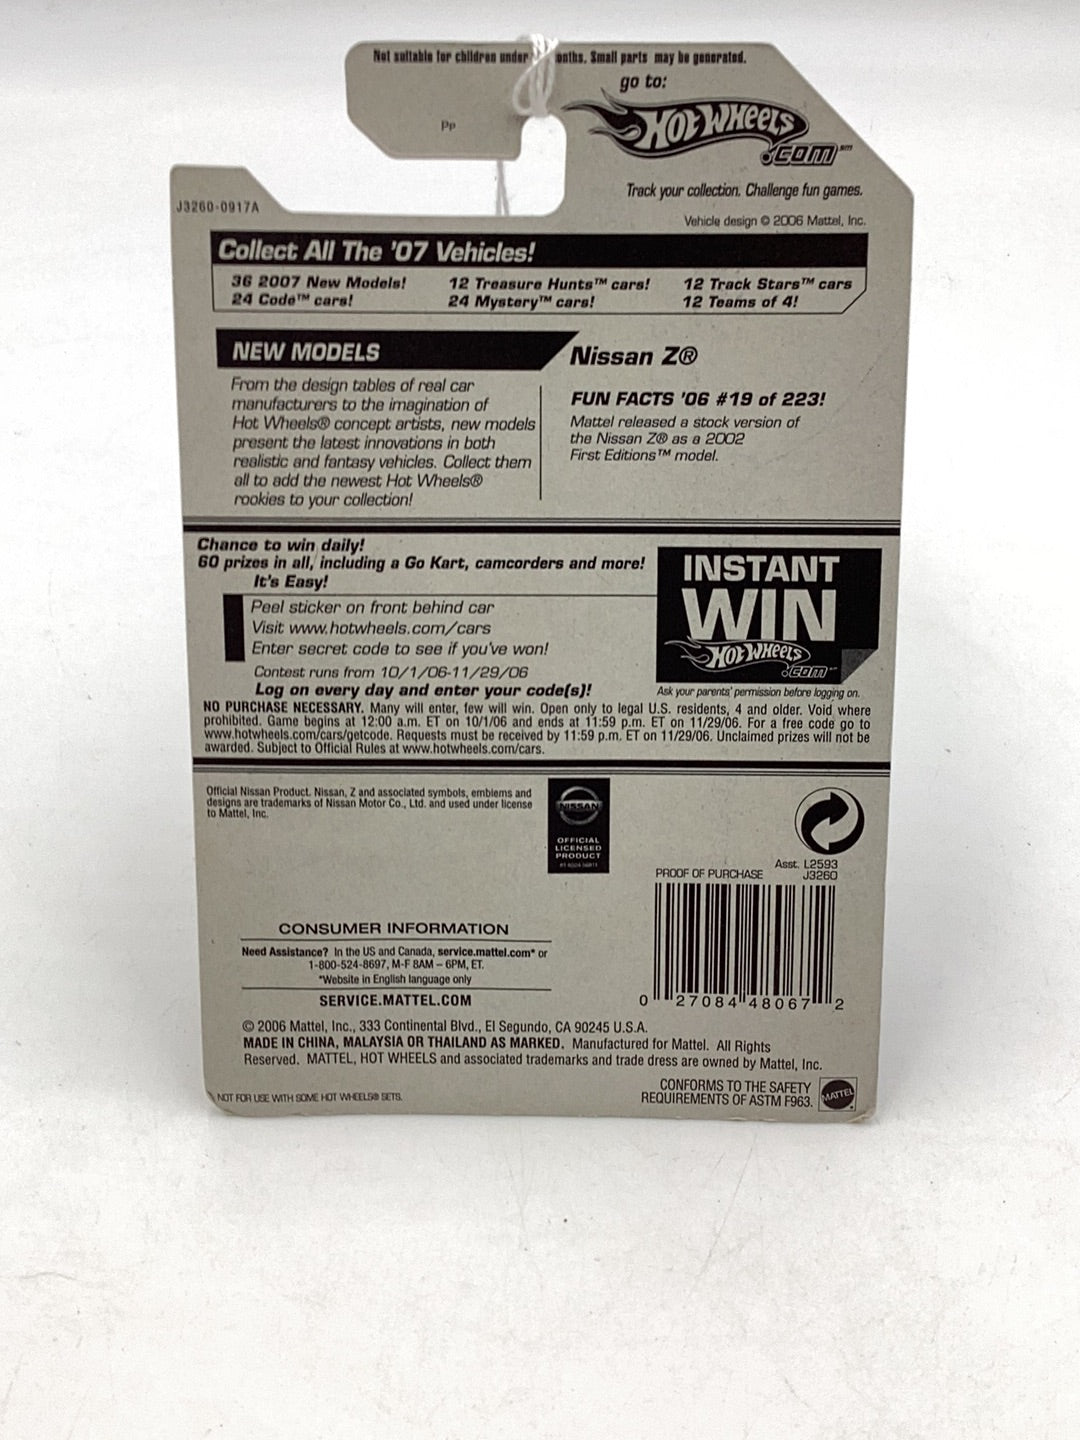 Not suitable for children under onths. Small parts may be generated.
go to:
Hot Wheels
.com℠
Pp
Track your collection. Challenge fun games.
J3260-0917A
Vehicle design © 2006 Mattel, Inc.
Collect All The '07 Vehicles!
36 2007 New Models! 12 Treasure Hunts™ cars! 12 Track Stars™ cars
24 Code™ cars! 24 Mystery™ cars! 12 Teams of 4!
NEW MODELS
From the design tables of real car
manufacturers to the imagination of
Hot Wheels® concept artists, new models
present the latest innovations in both
realistic and fantasy vehicles. Collect them
all to add the newest Hot Wheels®
rookies to your collection!
Nissan Z®
FUN FACTS '06 #19 of 223!
Mattel released a stock version of
the Nissan Z® as a 2002
First Editions™ model.
Chance to win daily!
60 prizes in all, including a Go Kart, camcorders and more!
It's Easy!
Peel sticker on front behind car
Visit www.hotwheels.com/cars
Enter secret code to see if you've won!
Contest runs from 10/1/06-11/29/06
Log on every day and enter your code(s)!
INSTANT
WIN
Hot Wheels
.com
Ask your parents' permission before logging on.
NO PURCHASE NECESSARY. Many will enter, few will win. Open only to legal U.S. residents, 4 and older. Void where
prohibited. Game begins at 12:00 a.m. ET on 10/1/06 and ends at 11:59 p.m. ET on 11/29/06. For a free code go to
www.hotwheels.com/cars/getcode. Requests must be received by 11:59 p.m. ET on 11/29/06. Unclaimed prizes will not be
awarded. Subject to Official Rules at www.hotwheels.com/cars.
Official Nissan Product. Nissan, Z and associated symbols, emblems and
designs are trademarks of Nissan Motor Co., Ltd. and used under license
to Mattel, Inc.
NISSAN
OFFICIAL
LICENSED
PRODUCT
Asst. L2593
PROOF OF PURCHASE J3260
0 27084 48067 2
CONSUMER INFORMATION
Need Assistance? In the US and Canada, service.mattel.com* or
1-800-524-8697, M-F 8AM – 6PM, ET.
*Website in English language only
SERVICE.MATTEL.COM
© 2006 Mattel, Inc., 333 Continental Blvd., El Segundo, CA 90245 U.S.A.
MADE IN CHINA, MALAYSIA OR THAILAND AS MARKED. Manufactured for Mattel. All Rights
Reserved. MATTEL, HOT WHEELS and associated trademarks and trade dress are owned by Mattel, Inc.
NOT FOR USE WITH SOME HOT WHEELS® SETS.
CONFORMS TO THE SAFETY
REQUIREMENTS OF ASTM F963.
MATTEL